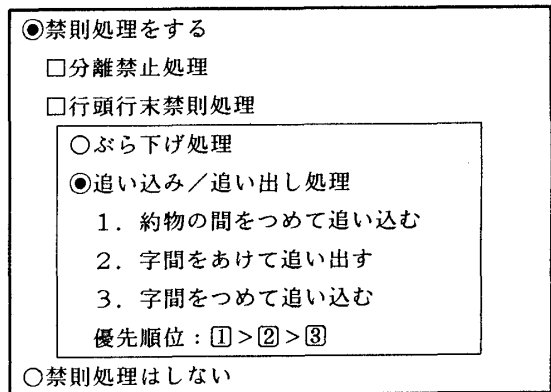 ◉禁則処理をする
□分離禁止処理
□行頭行末禁則処理
○ぶら下げ処理
◉追い込み／追い出し処理
1．約物の間をつめて追い込む
2．字間をあけて追い出す
3．字間をつめて追い込む
優先順位：1>2>3
○禁則処理はしない